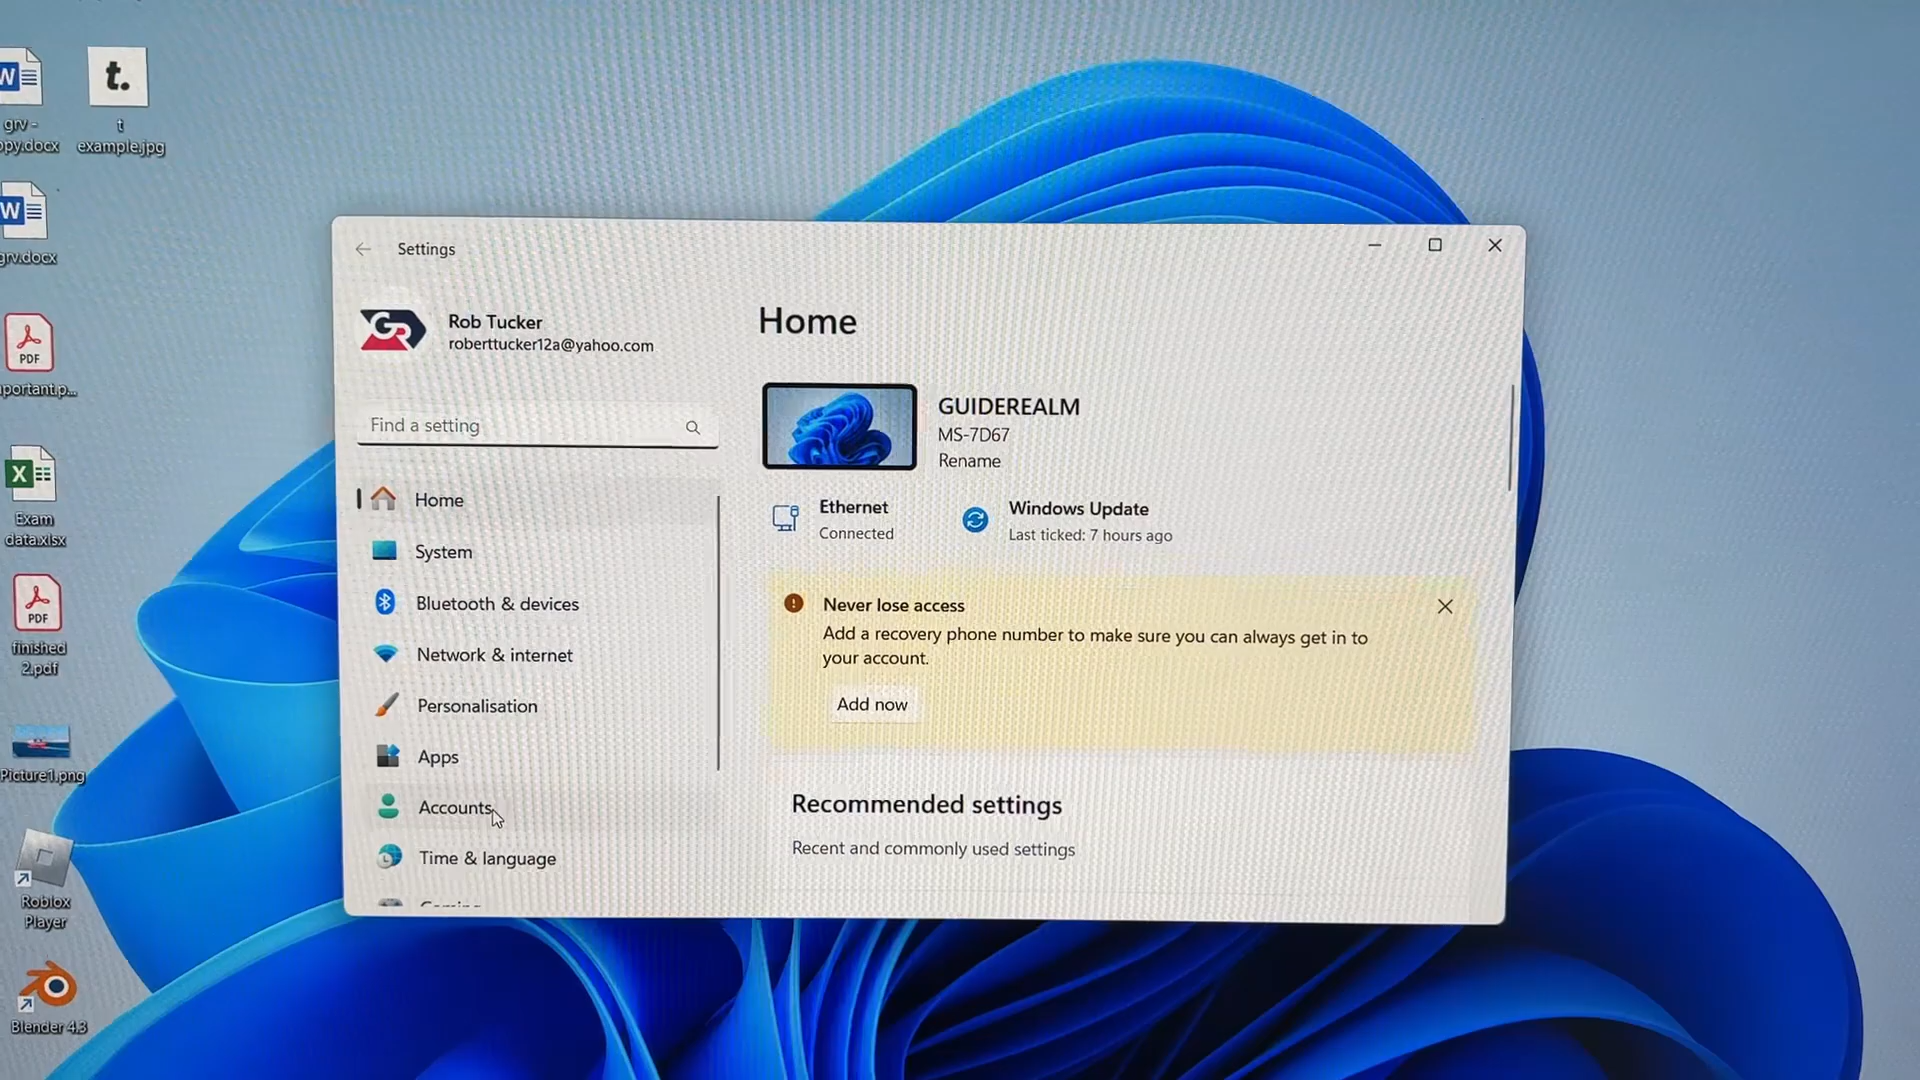 W
grv -
opy.docx
t.
t
example.jpg
W
grv.docx
PDF
mportant.p...
X
Exam
data.xlsx
PDF
finished
2.pdf
Picture1.png
Roblox
Player
Blender 4.3
Settings
GR
Rob Tucker
roberttucker12a@yahoo.com
Find a setting
Home
System
Bluetooth & devices
Network & internet
Personalisation
Apps
Accounts
Time & language
Gaming
Home
GUIDEREALM
MS-7D67
Rename
Ethernet
Connected
Windows Update
Last ticked: 7 hours ago
Never lose access
Add a recovery phone number to make sure you can always get in to
your account.
Add now
Recommended settings
Recent and commonly used settings